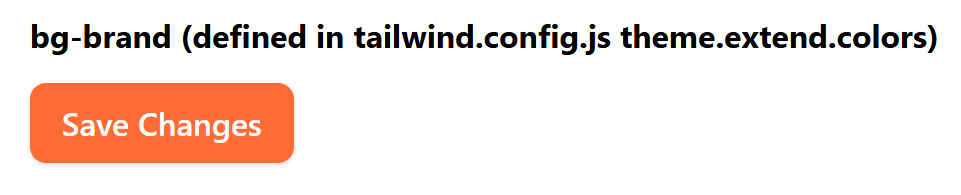 bg-brand (defined in tailwind.config.js theme.extend.colors)
Save Changes